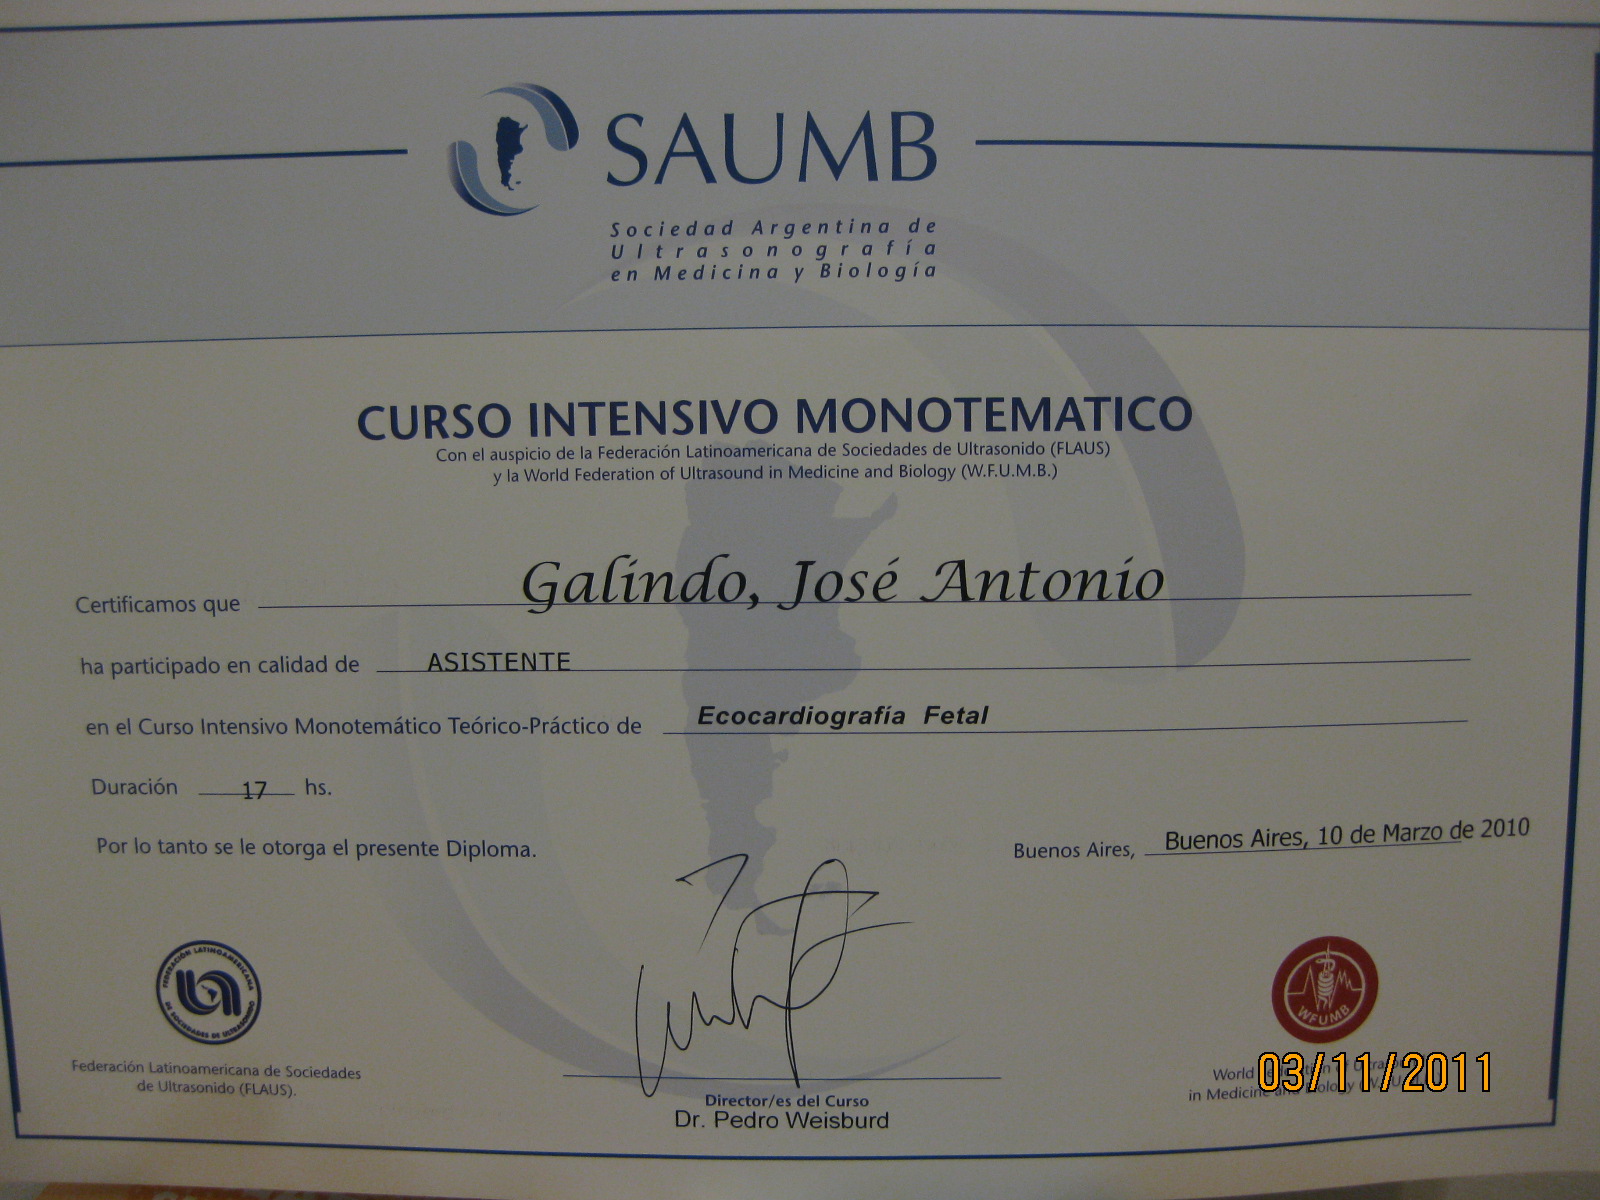 SAUMB
Sociedad Argentina de
Ultrasonografía
en Medicina y Biología
CURSO INTENSIVO MONOTEMATICO
Con el auspicio de la Federación Latinoamericana de Sociedades de Ultrasonido (FLAUS)
y la World Federation of Ultrasound in Medicine and Biology (W.F.U.M.B.)
Certificamos que Galindo, José Antonio
ha participado en calidad de ASISTENTE
en el Curso Intensivo Monotemático Teórico-Práctico de Ecocardiografía Fetal
Duración 17 hs.
Por lo tanto se le otorga el presente Diploma.
Buenos Aires, Buenos Aires, 10 de Marzo de 2010
FEDERACIÓN LATINOAMERICANA
DE SOCIEDADES DE ULTRASONIDO
Federación Latinoamericana de Sociedades
de Ultrasonido (FLAUS).
Director/es del Curso
Dr. Pedro Weisburd
WFUMB
World
in Medicine and Biology
03/11/2011